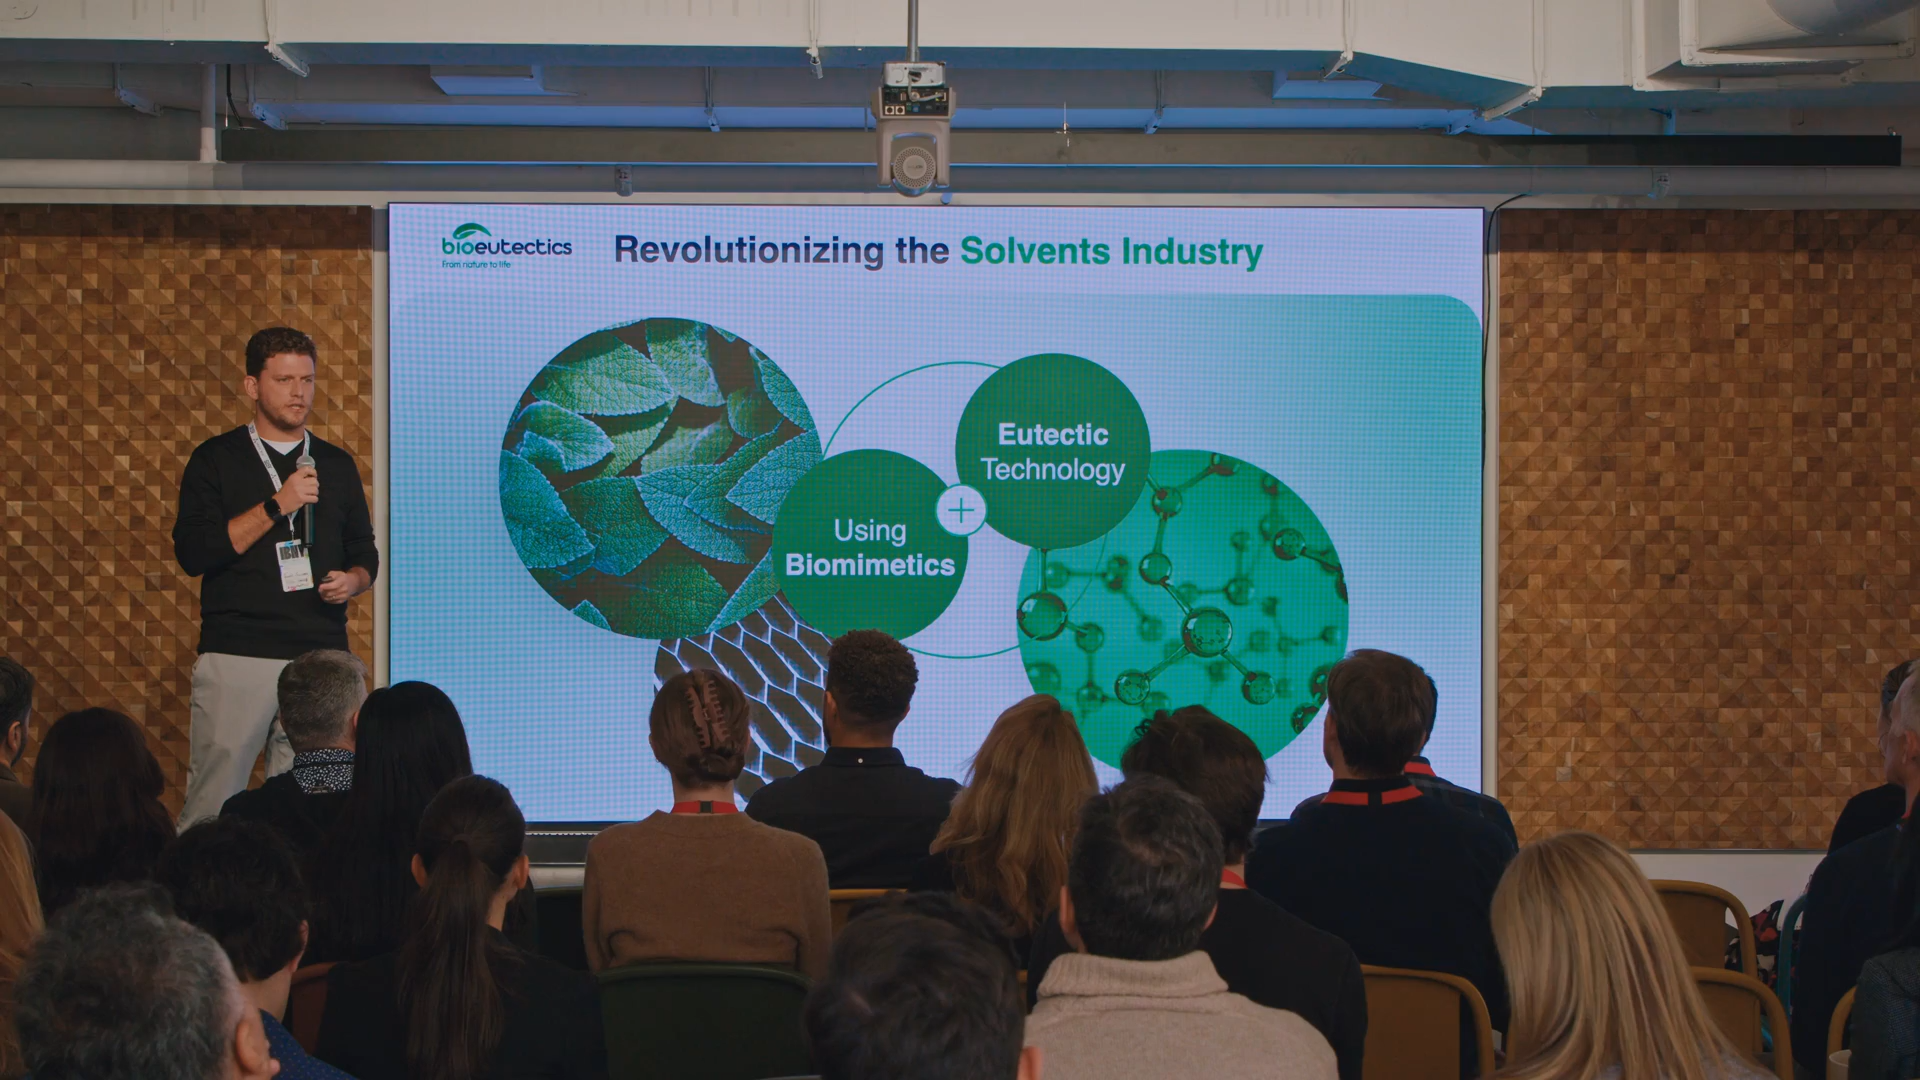 bioeutectics
From nature to life
Revolutionizing the Solvents Industry
Eutectic
Technology
Using
Biomimetics